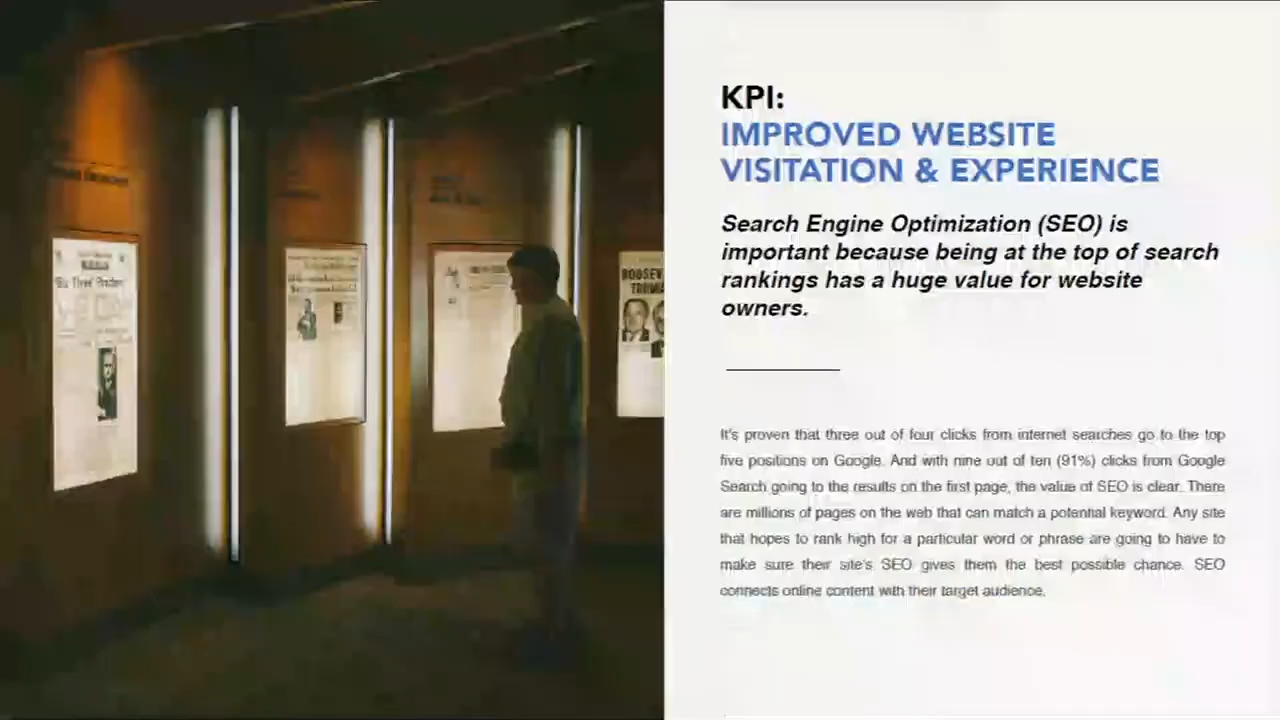 KPI:
IMPROVED WEBSITE
VISITATION & EXPERIENCE
Search Engine Optimization (SEO) is
important because being at the top of search
rankings has a huge value for website
owners.
It's proven that three out of four clicks from internet searches go to the top
five positions on Google. And with nine out of ten (91%) clicks from Google
Search going to the results on the first page, the value of SEO is clear. There
are millions of pages on the web that can match a potential keyword. Any site
that hopes to rank high for a particular word or phrase are going to have to
make sure their site's SEO gives them the best possible chance. SEO
connects online content with their target audience.